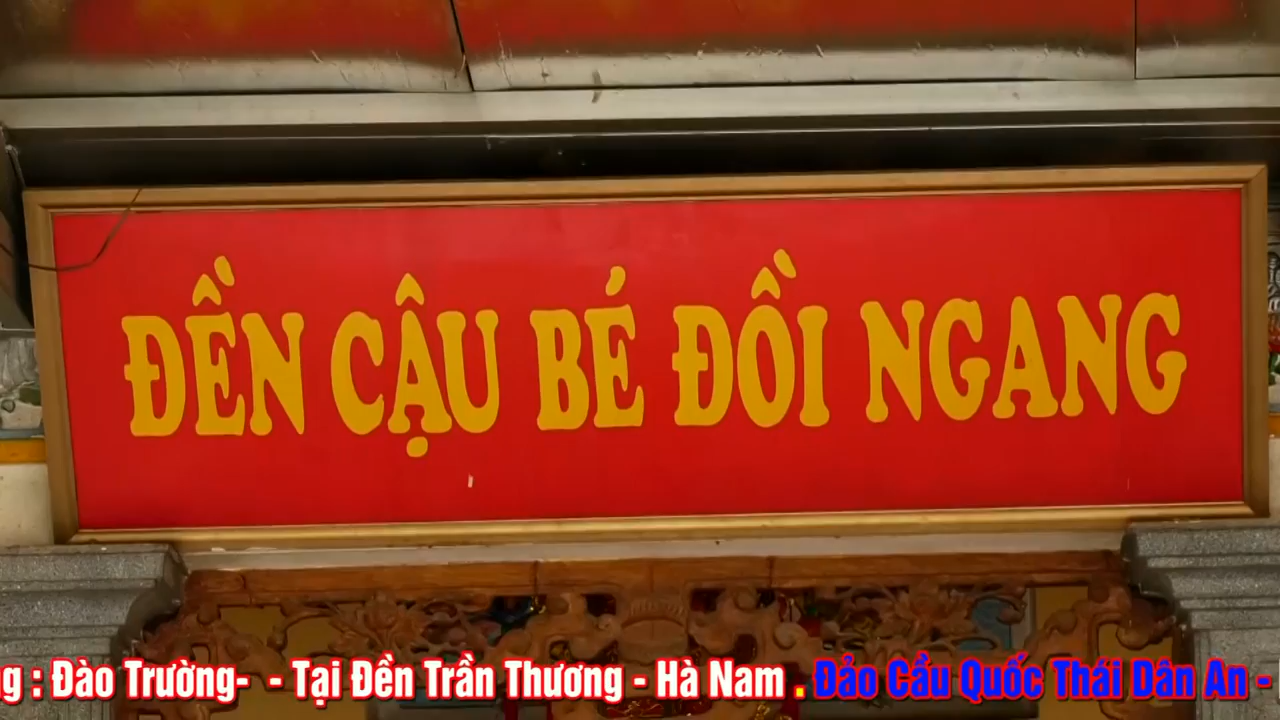 ĐỀN CẬU BÉ ĐỒI NGANG
g : Đào Trường-  - Tại Đền Trần Thương - Hà Nam . Đảo Cầu Quốc Thái Dân An -